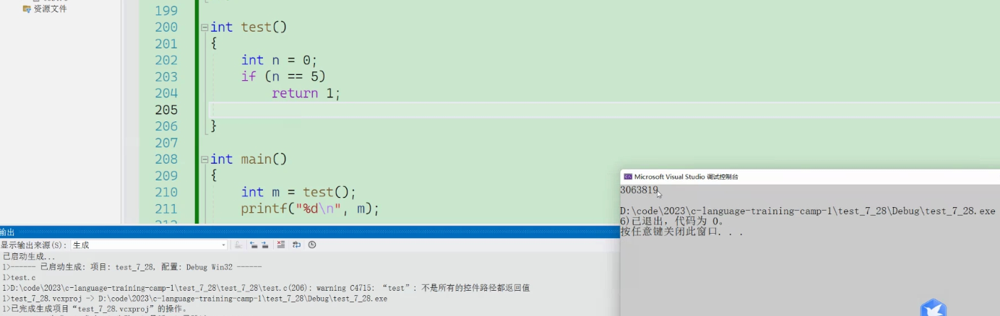 资源文件
199
200 int test()
201 {
202 int n = 0;
203 if (n == 5)
204 return 1;
205
206 }
207
208 int main()
209 {
210 int m = test();
211 printf("%d\n", m);
Microsoft Visual Studio 调试控制台
3063819
D:\code\2023\c-language-training-camp-1\test_7_28\Debug\test_7_28.exe
6)已退出，代码为 0。
按任意键关闭此窗口. . .
输出
显示输出来源(S): 生成
已启动生成...
1>------ 已启动生成: 项目: test_7_28, 配置: Debug Win32 ------
1>test.c
1>D:\code\2023\c-language-training-camp-1\test_7_28\test_7_28\test.c(206): warning C4715: “test”: 不是所有的控件路径都返回值
1>test_7_28.vcxproj -> D:\code\2023\c-language-training-camp-1\test_7_28\Debug\test_7_28.exe
1>已完成生成项目“test_7_28.vcxproj”的操作。